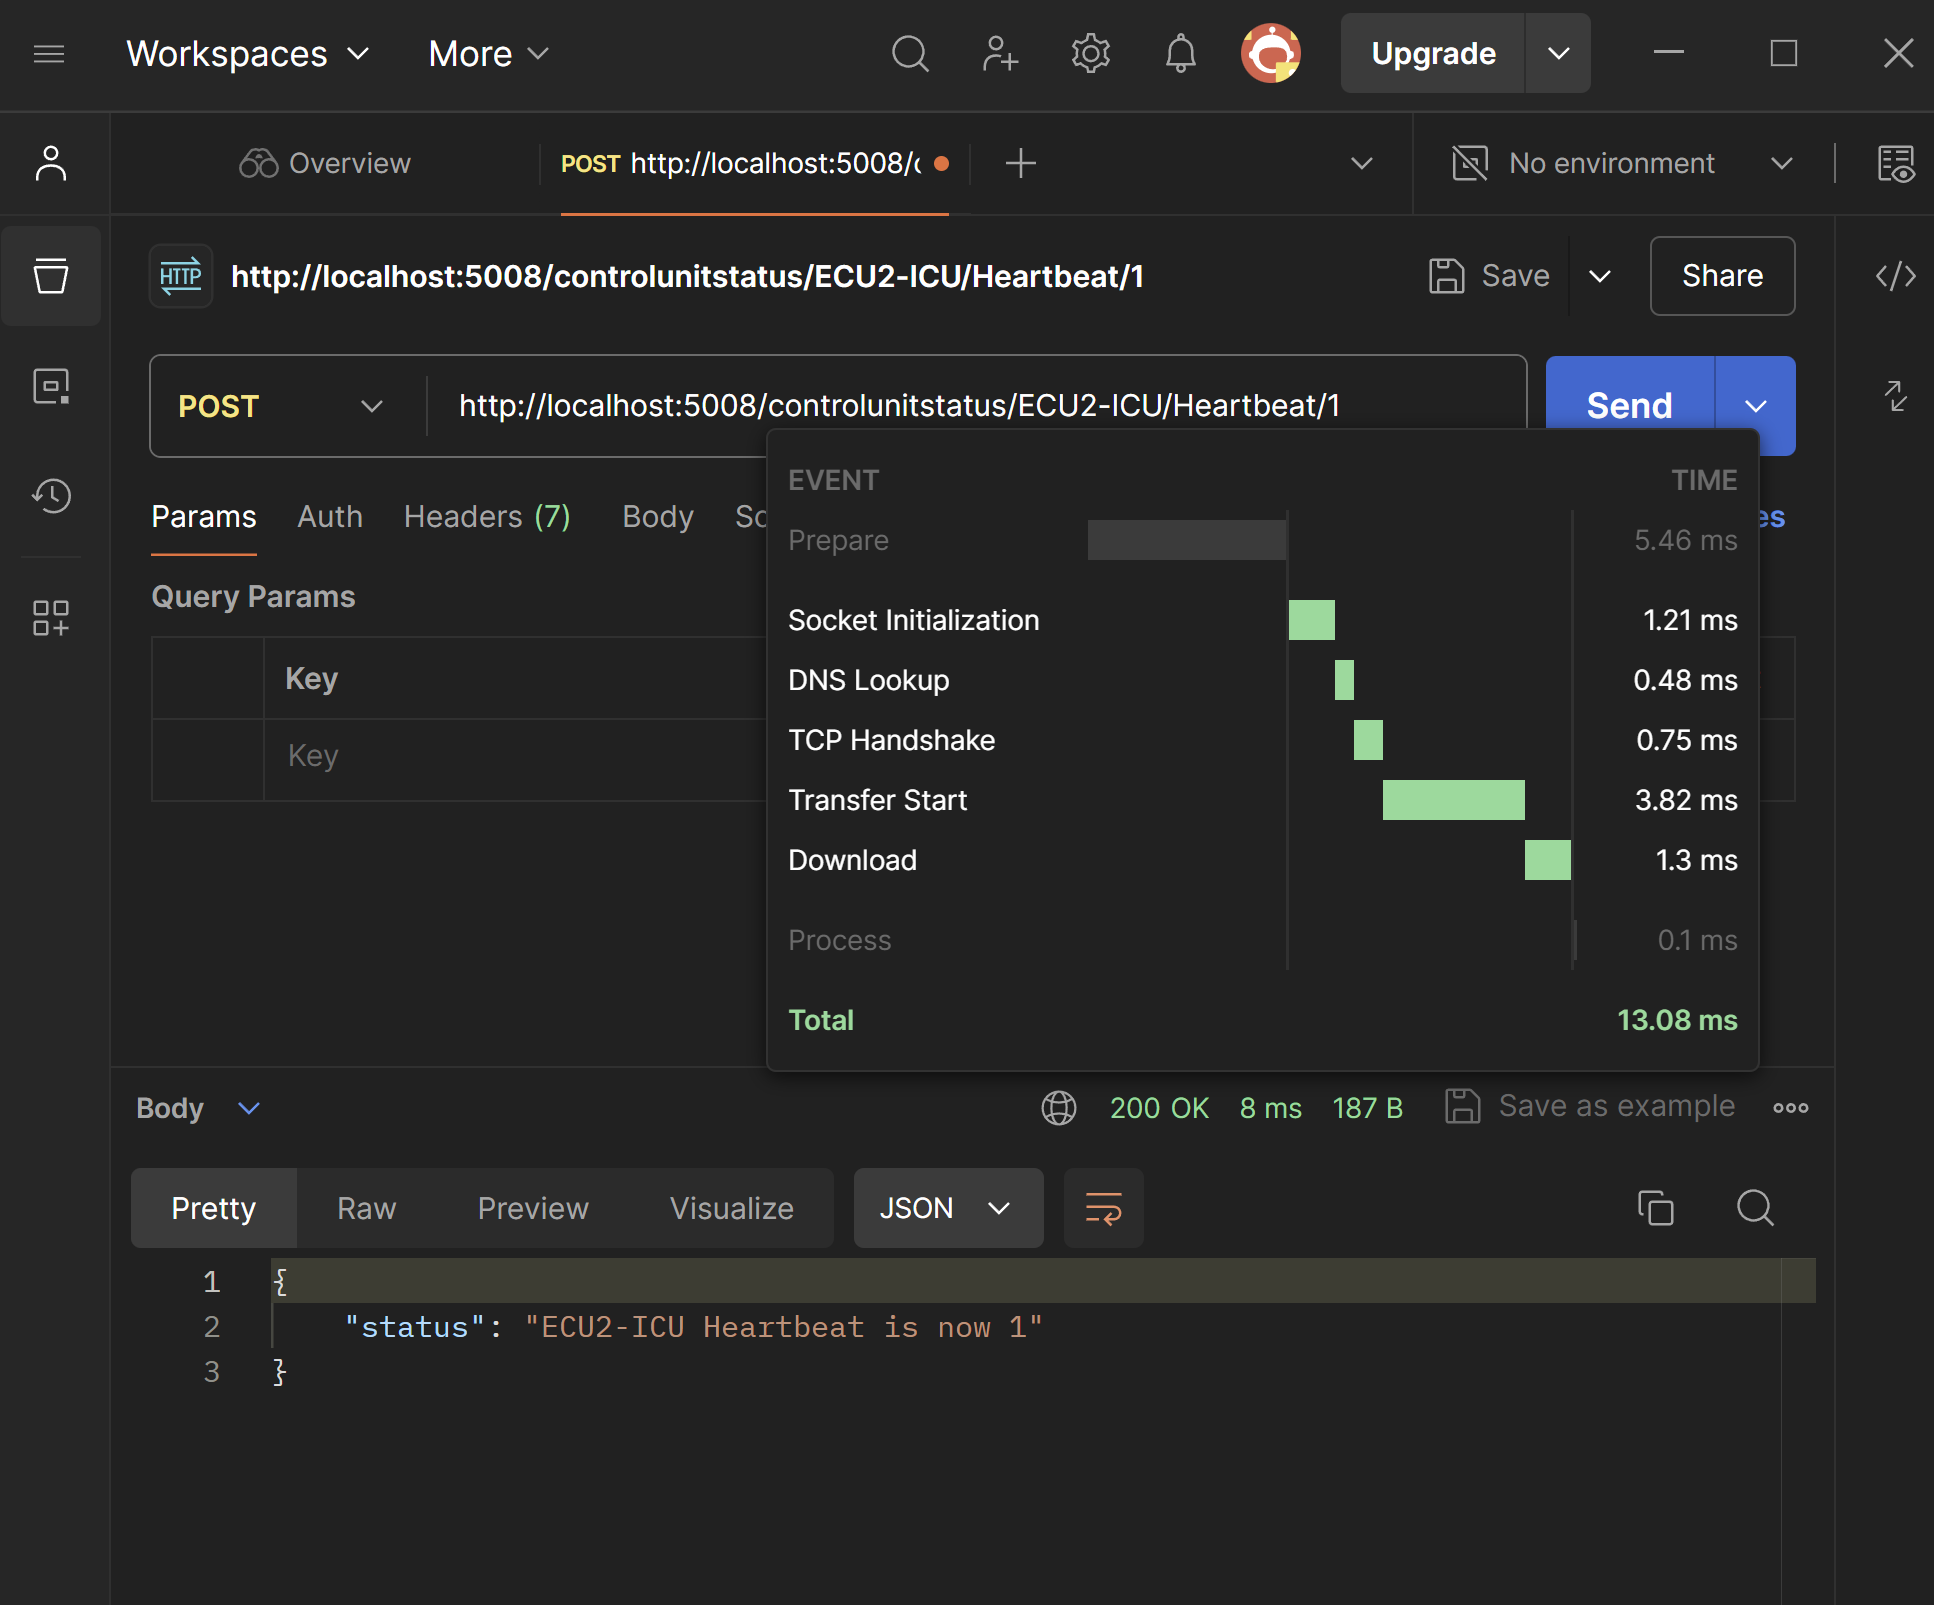 Workspaces More Upgrade
Overview POST http://localhost:5008/c No environment
HTTP http://localhost:5008/controlunitstatus/ECU2-ICU/Heartbeat/1 Save Share
POST http://localhost:5008/controlunitstatus/ECU2-ICU/Heartbeat/1 Send
Params Auth Headers (7) Body Sc es
Query Params
Key
Key
EVENT TIME
Prepare 5.46 ms
Socket Initialization 1.21 ms
DNS Lookup 0.48 ms
TCP Handshake 0.75 ms
Transfer Start 3.82 ms
Download 1.3 ms
Process 0.1 ms
Total 13.08 ms
Body 200 OK 8 ms 187 B Save as example
Pretty Raw Preview Visualize JSON
1 {
2 "status": "ECU2-ICU Heartbeat is now 1"
3 }